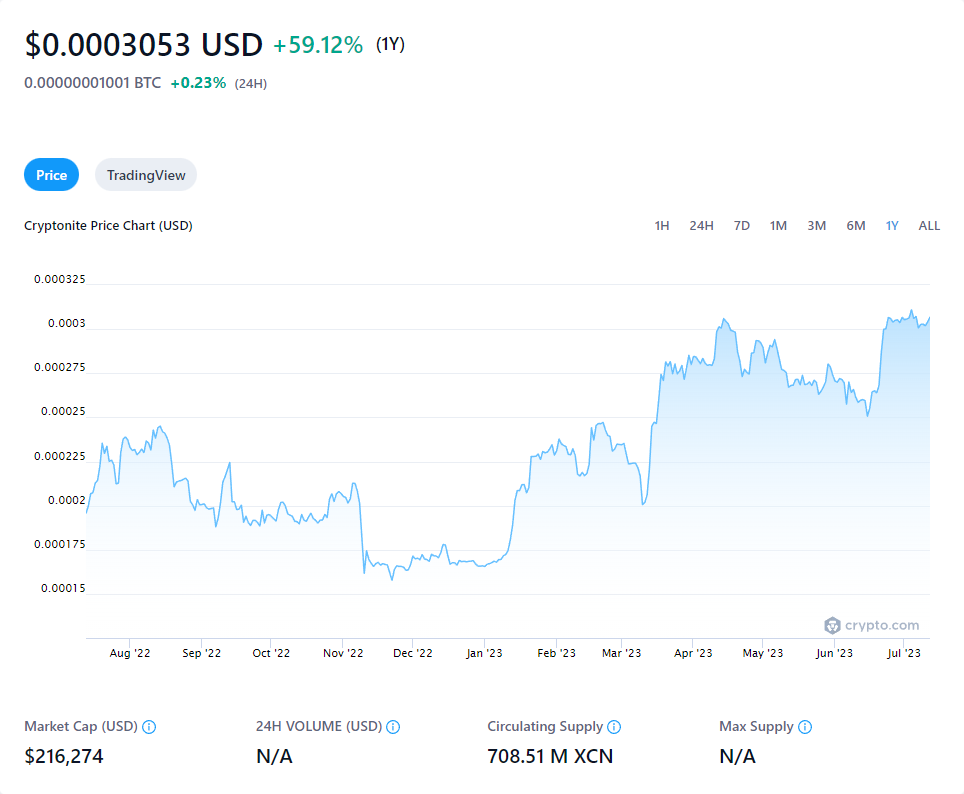 $0.0003053 USD +59.12% (1Y)
0.00000001001 BTC +0.23% (24H)
Price TradingView
Cryptonite Price Chart (USD) 1H 24H 7D 1M 3M 6M 1Y ALL
0.000325
0.0003
0.000275
0.00025
0.000225
0.0002
0.000175
0.00015
crypto.com
Aug '22 Sep '22 Oct '22 Nov '22 Dec '22 Jan '23 Feb '23 Mar '23 Apr '23 May '23 Jun '23 Jul '23
Market Cap (USD) 24H VOLUME (USD) Circulating Supply Max Supply
$216,274 N/A 708.51 M XCN N/A